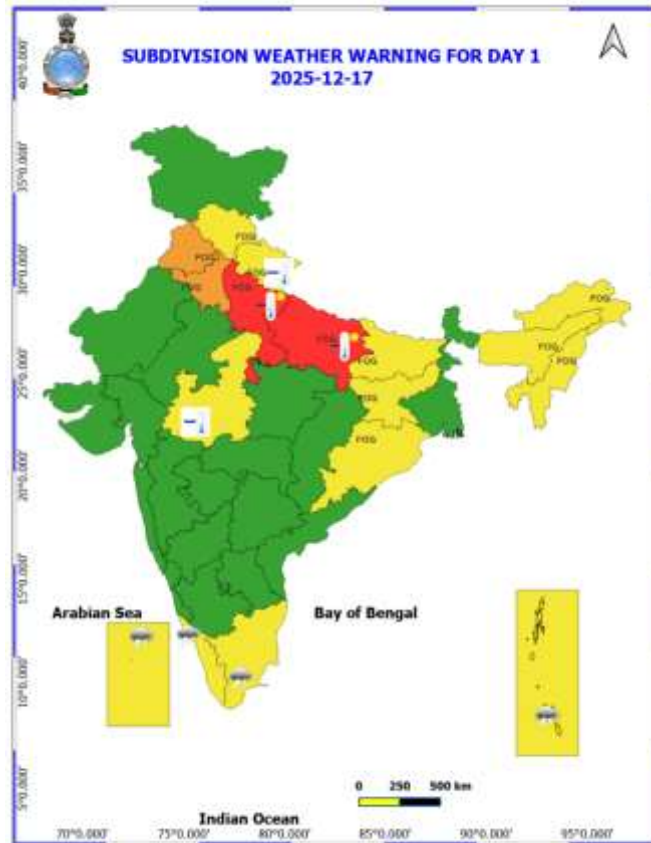 SUBDIVISION WEATHER WARNING FOR DAY 1
2025-12-17
40°0.000'
35°0.000'
30°0.000'
25°0.000'
20°0.000'
15°0.000'
10°0.000'
5°0.000'
FOG
FOG
FOG
FOG
FOG
FOG
FOG
FOG
FOG
FOG
FOG
FOG
Arabian Sea
Bay of Bengal
0 250 500 km
Indian Ocean
70°0.000' 75°0.000' 80°0.000' 85°0.000' 90°0.000' 95°0.000'